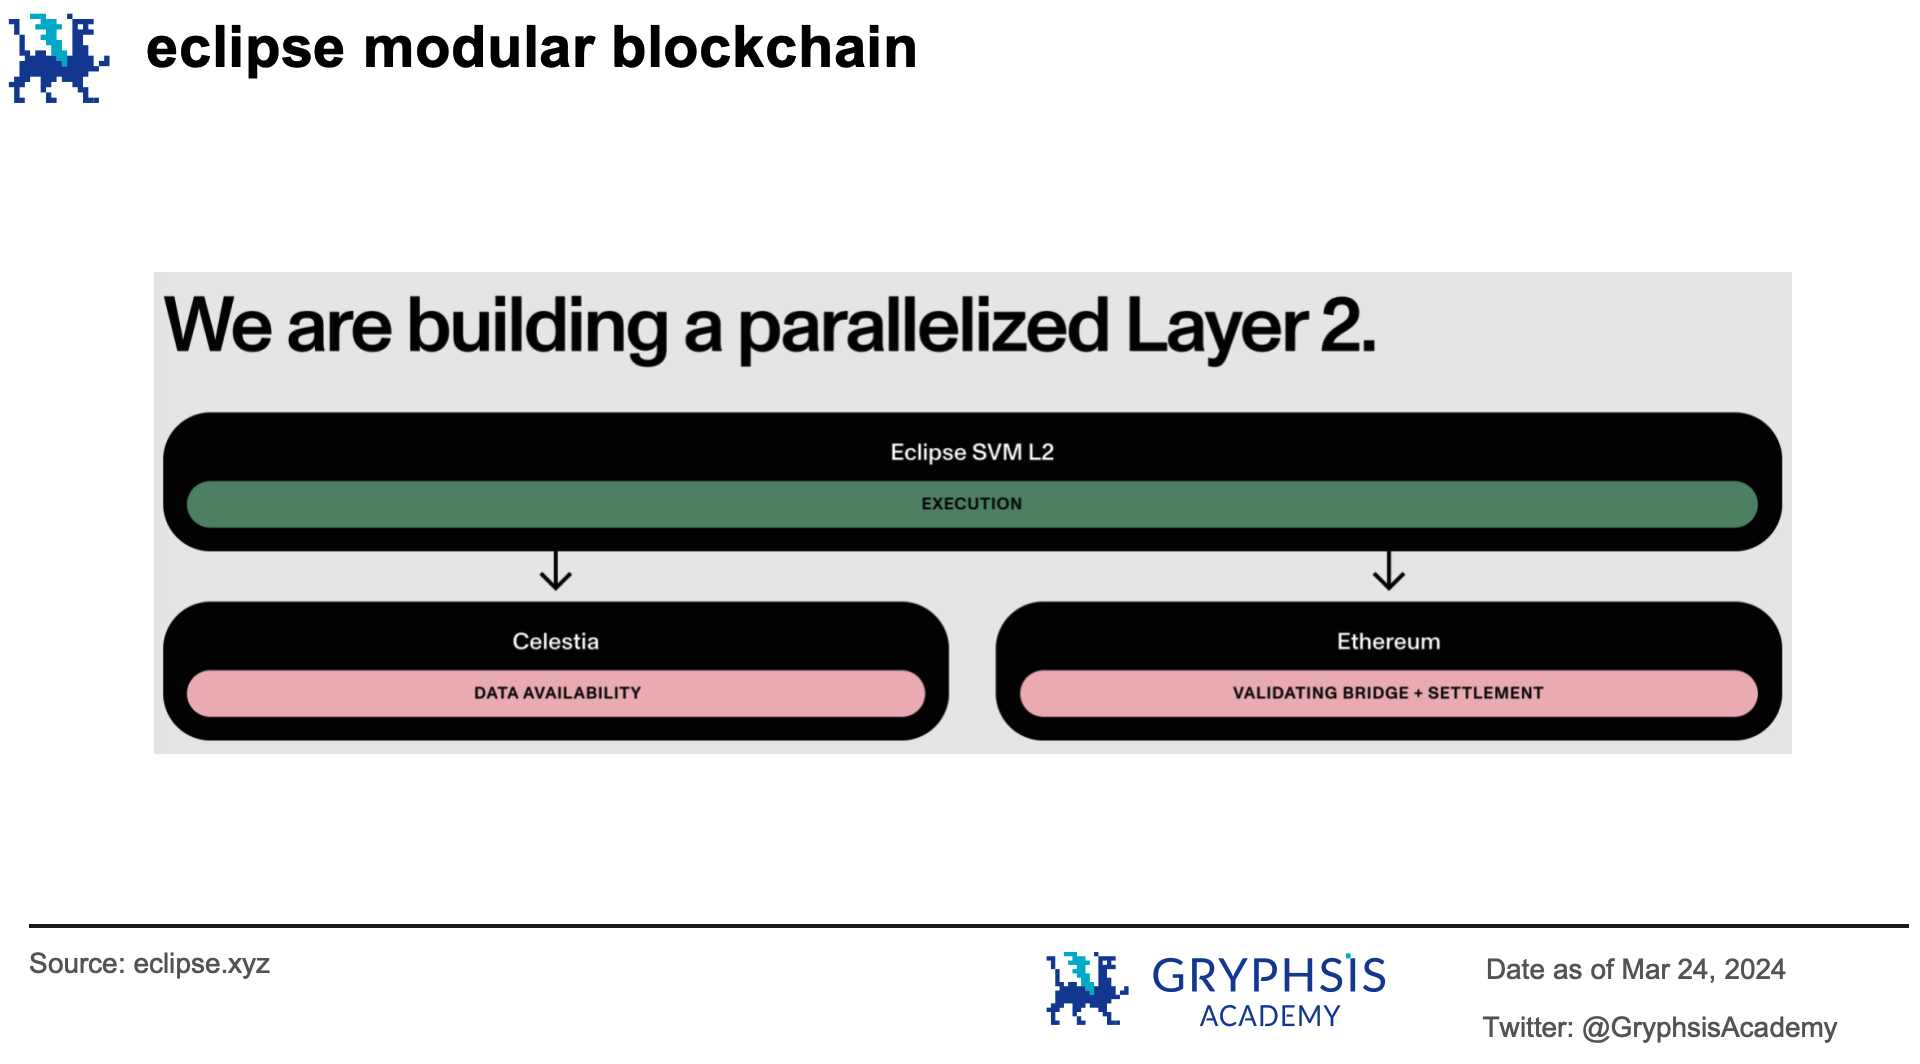 eclipse modular blockchain
We are building a parallelized Layer 2.
Eclipse SVM L2
EXECUTION
Celestia
DATA AVAILABILITY
Ethereum
VALIDATING BRIDGE + SETTLEMENT
Source: eclipse.xyz
GRYPHSIS
ACADEMY
Date as of Mar 24, 2024
Twitter: @GryphsisAcademy